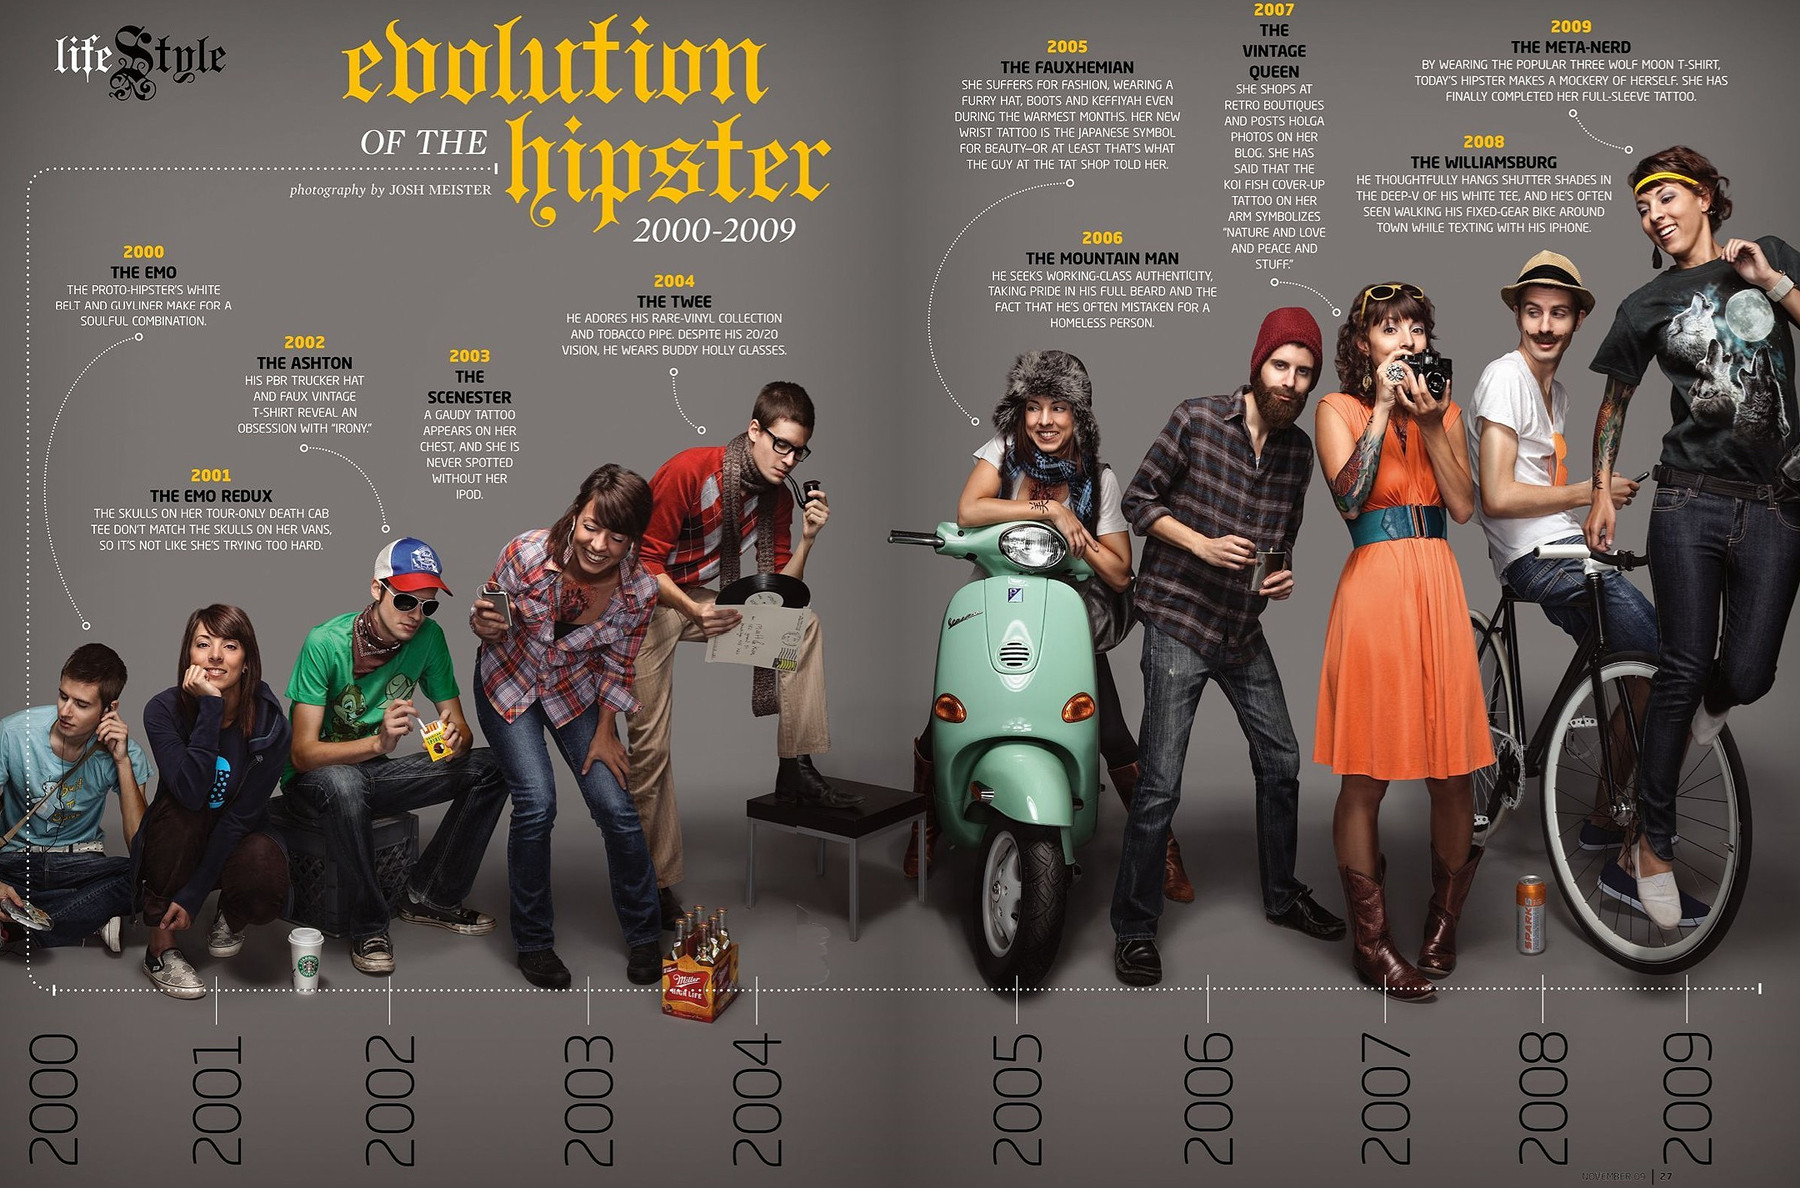 lifeStyle
evolution
OF THE
hipster
photography by JOSH MEISTER
2000-2009
2000
THE EMO
THE PROTO-HIPSTER'S WHITE
BELT AND GUYLINER MAKE FOR A
SOULFUL COMBINATION.
2001
THE EMO REDUX
THE SKULLS ON HER TOUR-ONLY DEATH CAB
TEE DON'T MATCH THE SKULLS ON HER VANS,
SO IT'S NOT LIKE SHE'S TRYING TOO HARD.
2002
THE ASHTON
HIS PBR TRUCKER HAT
AND FAUX VINTAGE
T-SHIRT REVEAL AN
OBSESSION WITH "IRONY."
2003
THE
SCENESTER
A GAUDY TATTOO
APPEARS ON HER
CHEST, AND SHE IS
NEVER SPOTTED
WITHOUT HER
IPOD.
2004
THE TWEE
HE ADORES HIS RARE-VINYL COLLECTION
AND TOBACCO PIPE. DESPITE HIS 20/20
VISION, HE WEARS BUDDY HOLLY GLASSES.
2005
THE FAUXHEMIAN
SHE SUFFERS FOR FASHION, WEARING A
FURRY HAT, BOOTS AND KEFFIYAH EVEN
DURING THE WARMEST MONTHS. HER NEW
WRIST TATTOO IS THE JAPANESE SYMBOL
FOR BEAUTY—OR AT LEAST THAT'S WHAT
THE GUY AT THE TAT SHOP TOLD HER.
2006
THE MOUNTAIN MAN
HE SEEKS WORKING-CLASS AUTHENTICITY,
TAKING PRIDE IN HIS FULL BEARD AND THE
FACT THAT HE'S OFTEN MISTAKEN FOR A
HOMELESS PERSON.
2007
THE
VINTAGE
QUEEN
SHE SHOPS AT
RETRO BOUTIQUES
AND POSTS HOLGA
PHOTOS ON HER
BLOG. SHE HAS
SAID THAT THE
KOI FISH COVER-UP
TATTOO ON HER
ARM SYMBOLIZES
"NATURE AND LOVE
AND PEACE AND
STUFF."
2008
THE WILLIAMSBURG
HE THOUGHTFULLY HANGS SHUTTER SHADES IN
THE DEEP-V OF HIS WHITE TEE, AND HE'S OFTEN
SEEN WALKING HIS FIXED-GEAR BIKE AROUND
TOWN WHILE TEXTING WITH HIS IPHONE.
2009
THE META-NERD
BY WEARING THE POPULAR THREE WOLF MOON T-SHIRT,
TODAY'S HIPSTER MAKES A MOCKERY OF HERSELF. SHE HAS
FINALLY COMPLETED HER FULL-SLEEVE TATTOO.
Vespa
Miller
HIGH LIFE
SPARKS
2000
2001
2002
2003
2004
2005
2006
2007
2008
2009
NOVEMBER 09 | 27